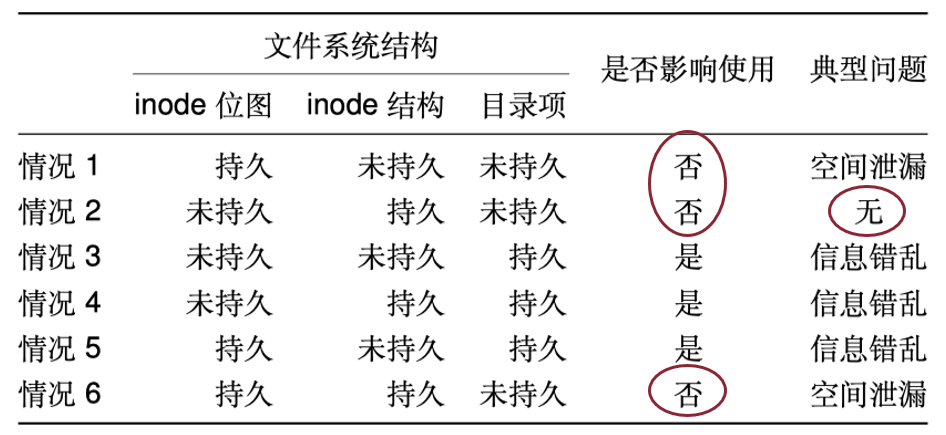 文件系统结构 是否影响使用 典型问题
inode 位图 inode 结构 目录项
情况 1 持久 未持久 未持久 否 空间泄漏
情况 2 未持久 持久 未持久 否 无
情况 3 未持久 未持久 持久 是 信息错乱
情况 4 未持久 持久 持久 是 信息错乱
情况 5 持久 未持久 持久 是 信息错乱
情况 6 持久 持久 未持久 否 空间泄漏